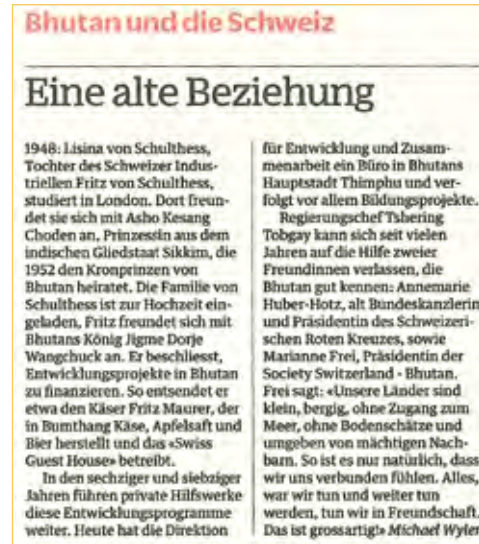 Bhutan und die Schweiz
Eine alte Beziehung
1948: Lisina von Schulthess,
Tochter des Schweizer Indus-
triellen Fritz von Schulthess,
studiert in London. Dort freun-
det sie sich mit Asho Kesang
Choden an, Prinzessin aus dem
indischen Gliedstaat Sikkim, die
1952 den Kronprinzen von
Bhutan heiratet. Die Familie von
Schulthess ist zur Hochzeit ein-
geladen, Fritz freundet sich mit
Bhutans König Jigme Dorje
Wangchuck an. Er beschliesst,
Entwicklungsprojekte in Bhutan
zu finanzieren. So entsendet er
etwa den Käser Fritz Maurer, der
in Bumthang Käse, Apfelsaft und
Bier herstellt und das «Swiss
Guest House» betreibt.
In den sechziger und siebziger
Jahren führen private Hilfswerke
diese Entwicklungsprogramme
weiter. Heute hat die Direktion
für Entwicklung und Zusam-
menarbeit ein Büro in Bhutans
Hauptstadt Thimphu und ver-
folgt vor allem Bildungsprojekte.
Regierungschef Tshering
Tobgay kann sich seit vielen
Jahren auf die Hilfe zweier
Freundinnen verlassen, die
Bhutan gut kennen: Annemarie
Huber-Hotz, alt Bundeskanzlerin
und Präsidentin des Schweizeri-
schen Roten Kreuzes, sowie
Marianne Frei, Präsidentin der
Society Switzerland - Bhutan.
Frei sagt: «Unsere Länder sind
klein, bergig, ohne Zugang zum
Meer, ohne Bodenschätze und
umgeben von mächtigen Nach-
barn. So ist es nur natürlich, dass
wir uns verbunden fühlen. Alles,
war wir tun und weiter tun
werden, tun wir in Freundschaft.
Das ist grossartig!» Michael Wyler